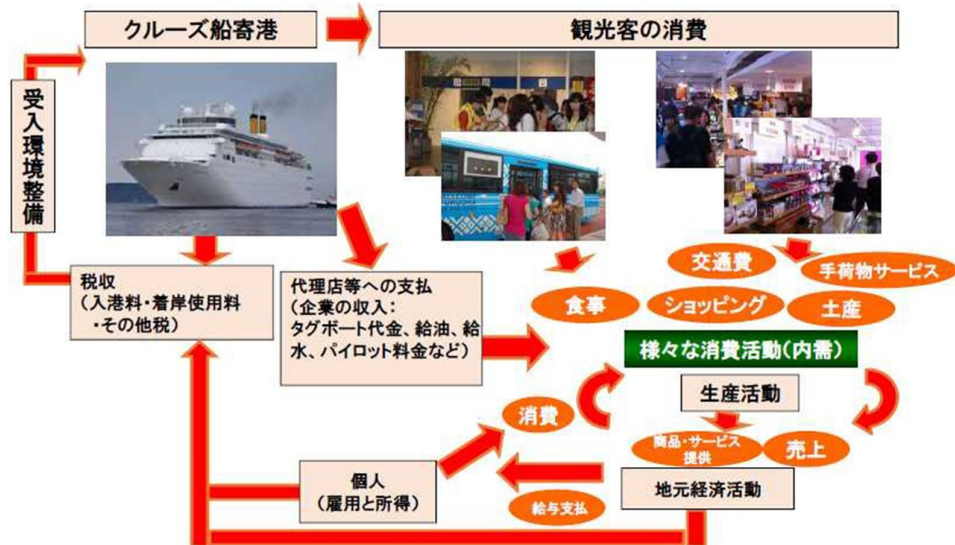 クルーズ船寄港
観光客の消費
受入環境整備
税収
(入港料・着岸使用料
・その他税)
代理店等への支払
(企業の収入:
タグボート代金、給油、給
水、パイロット料金など)
交通費
手荷物サービス
食事
ショッピング
土産
様々な消費活動(内需)
生産活動
消費
商品・サービス
提供
売上
個人
(雇用と所得)
給与支払
地元経済活動